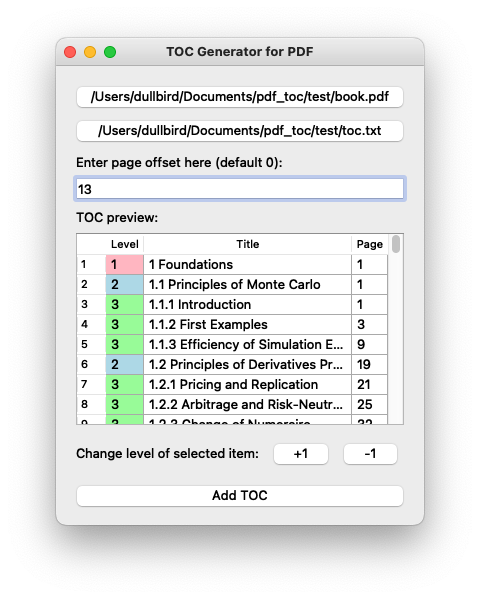 TOC Generator for PDF
/Users/dullbird/Documents/pdf_toc/test/book.pdf
/Users/dullbird/Documents/pdf_toc/test/toc.txt
Enter page offset here (default 0):
13
TOC preview:
Level Title Page
1 1 1 Foundations 1
2 2 1.1 Principles of Monte Carlo 1
3 3 1.1.1 Introduction 1
4 3 1.1.2 First Examples 3
5 3 1.1.3 Efficiency of Simulation E... 9
6 2 1.2 Principles of Derivatives Pr... 19
7 3 1.2.1 Pricing and Replication 21
8 3 1.2.2 Arbitrage and Risk-Neutr... 25
9 3 1.2.3 Change of Numeraire 32
Change level of selected item: +1 -1
Add TOC